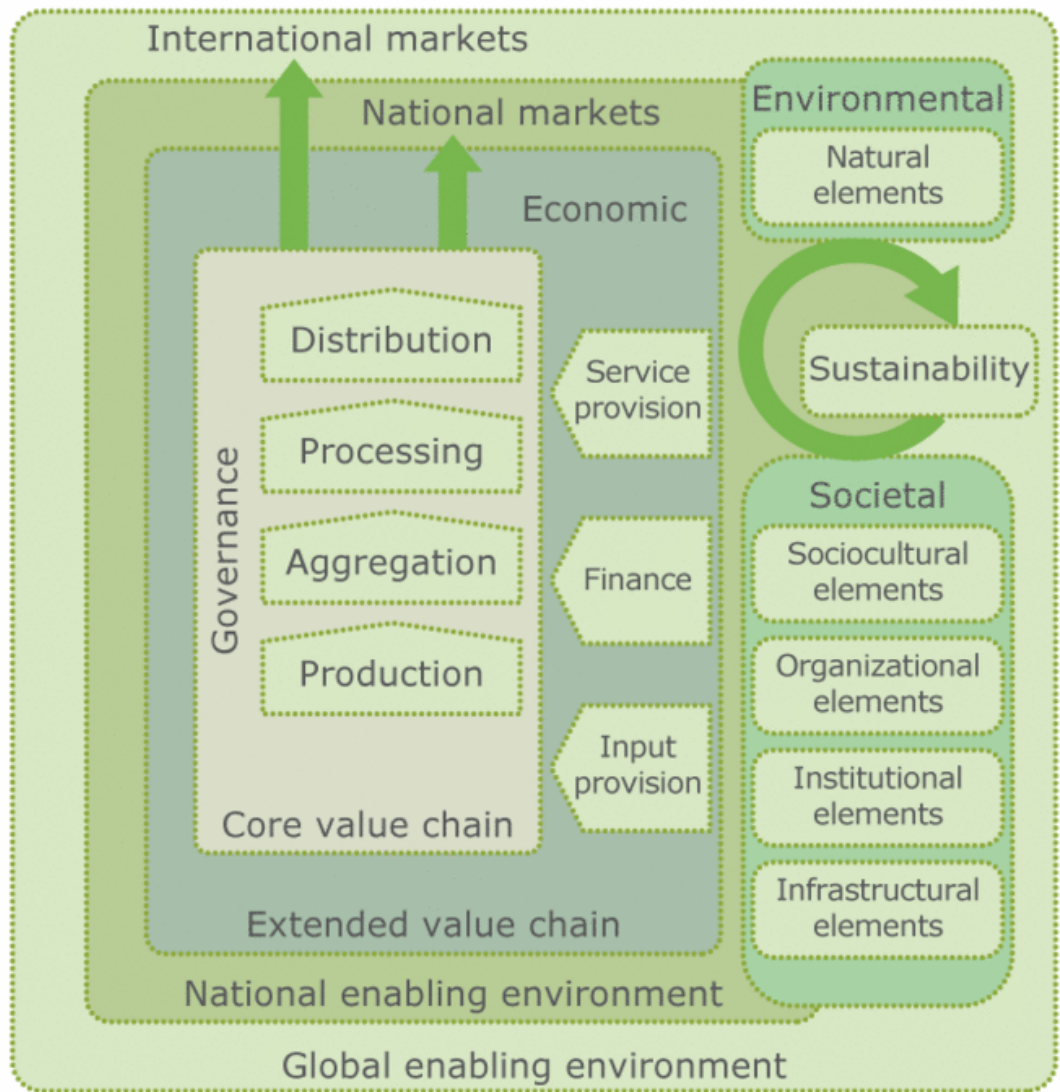 International markets
National markets
Economic
Governance
Distribution
Processing
Aggregation
Production
Core value chain
Service
provision
Finance
Input
provision
Extended value chain
National enabling environment
Global enabling environment
Environmental
Natural
elements
Sustainability
Societal
Sociocultural
elements
Organizational
elements
Institutional
elements
Infrastructural
elements